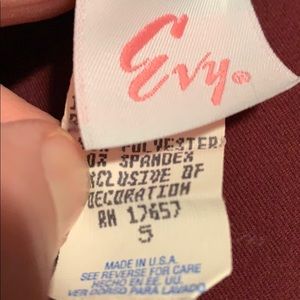 Evy®
POLYESTER
SPANDEX
EXCLUSIVE OF
DECORATION
RN 17657
5
MADE IN U.S.A.
SEE REVERSE FOR CARE
HECHO EN EE. UU.
VER DORSO PARA LAVADO.